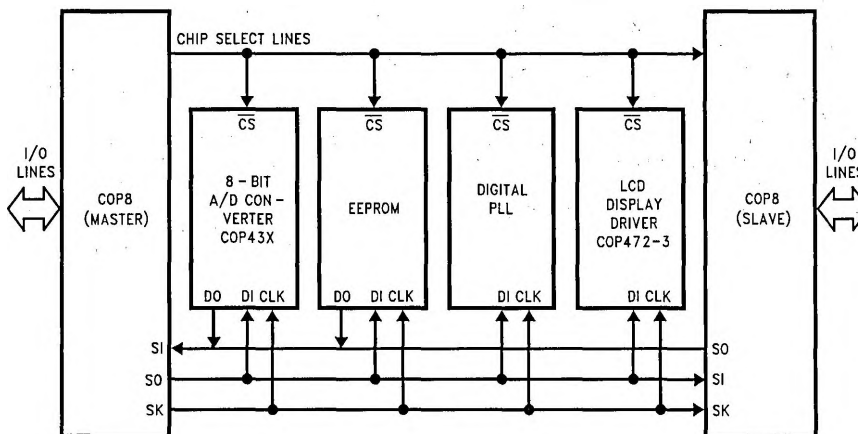 CHIP SELECT LINES
CS
CS
CS
CS
I/O
LINES
COP8
(MASTER)
8 - BIT
A/D CON -
VERTER
COP43X
EEPROM
DIGITAL
PLL
LCD
DISPLAY
DRIVER
COP472-3
COP8
(SLAVE)
I/O
LINES
DO DI CLK
DO DI CLK
DI CLK
DI CLK
SI
SO
SO
SI
SK
SK